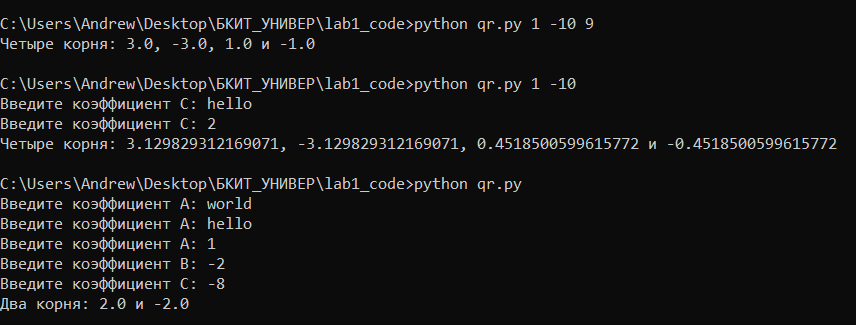 C:\Users\Andrew\Desktop\БКИТ_УНИВЕР\lab1_code>python qr.py 1 -10 9
Четыре корня: 3.0, -3.0, 1.0 и -1.0
C:\Users\Andrew\Desktop\БКИТ_УНИВЕР\lab1_code>python qr.py 1 -10
Введите коэффициент C: hello
Введите коэффициент C: 2
Четыре корня: 3.129829312169071, -3.129829312169071, 0.4518500599615772 и -0.4518500599615772
C:\Users\Andrew\Desktop\БКИТ_УНИВЕР\lab1_code>python qr.py
Введите коэффициент A: world
Введите коэффициент A: hello
Введите коэффициент A: 1
Введите коэффициент B: -2
Введите коэффициент C: -8
Два корня: 2.0 и -2.0